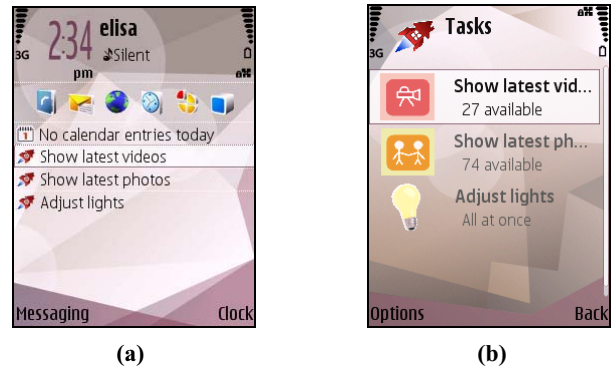 2:34
pm
elisa
Silent
3G
No calendar entries today
Show latest videos
Show latest photos
Adjust lights
Messaging
Clock
(a)
Tasks
3G
Show latest vid...
27 available
Show latest ph...
74 available
Adjust lights
All at once
Options
Back
(b)